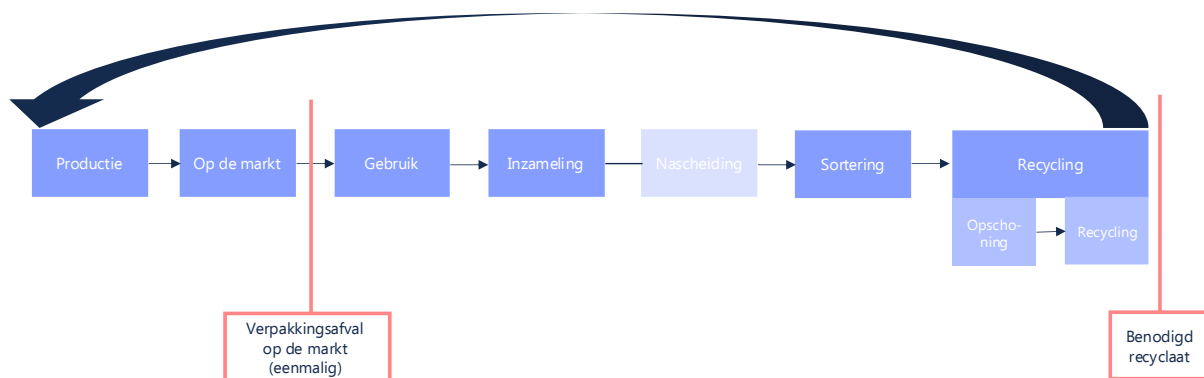 Productie
Op de markt
Gebruik
Inzameling
Nascheiding
Sortering
Recycling
Opscho-
ning
Recycling
Verpakkingsafval
op de markt
(eenmalig)
Benodigd
recyclaat